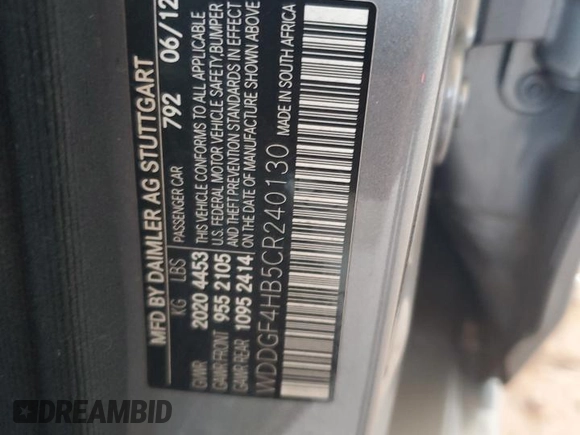 MFD BY DAIMLER AG STUTTGART
792 06/12
PASSENGER CAR
KG LBS
GVWR 2020 4453
GAWR FRONT 955 2105
GAWR REAR 1095 2414
THIS VEHICLE CONFORMS TO ALL APPLICABLE
U.S. FEDERAL MOTOR VEHICLE SAFETY, BUMPER
AND THEFT PREVENTION STANDARDS IN EFFECT
ON THE DATE OF MANUFACTURE SHOWN ABOVE
MADE IN SOUTH AFRICA
WDDGF4HB5CR240130
DREAMBID